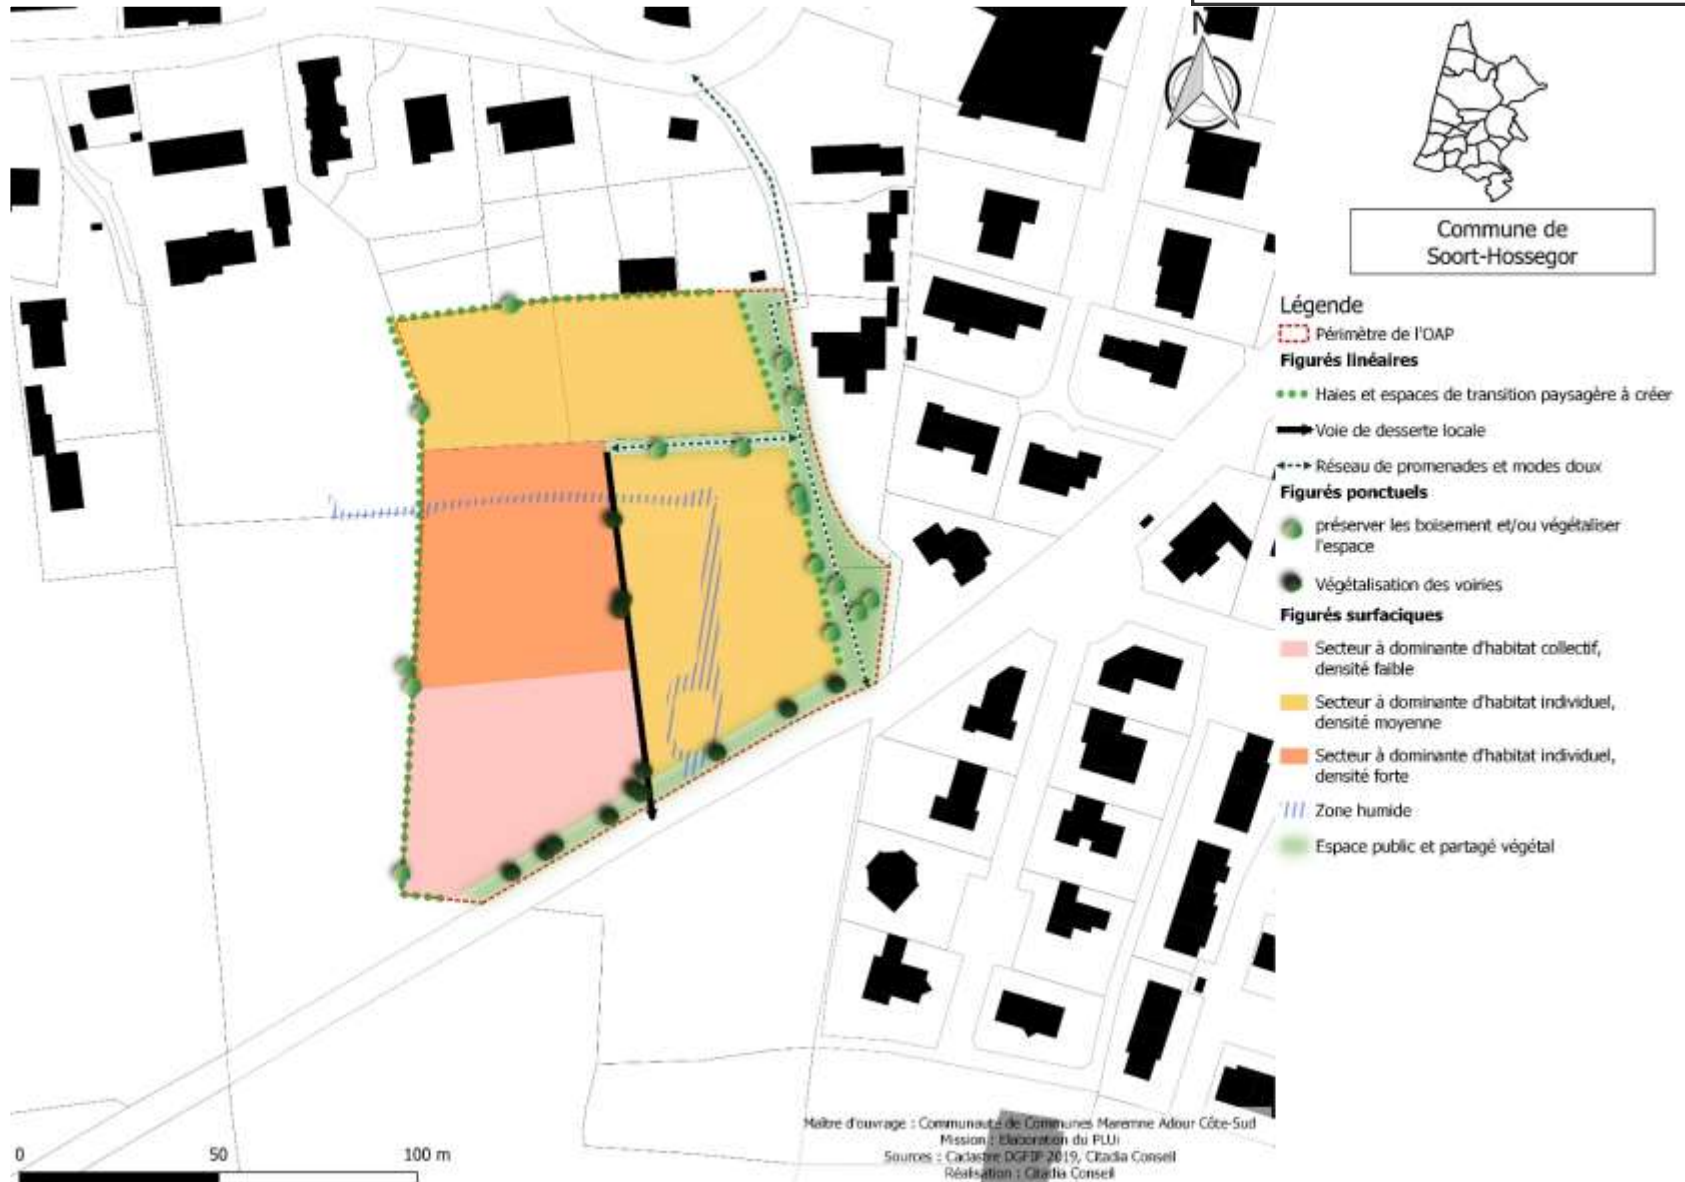 N
Commune de
Soort-Hossegor
Légende
Périmètre de l'OAP
Figurés linéaires
Haies et espaces de transition paysagère à créer
Voie de desserte locale
Réseau de promenades et modes doux
Figurés ponctuels
préserver les boisement et/ou végétaliser
l'espace
Végétalisation des voiries
Figurés surfaciques
Secteur à dominante d'habitat collectif,
densité faible
Secteur à dominante d'habitat individuel,
densité moyenne
Secteur à dominante d'habitat individuel,
densité forte
Zone humide
Espace public et partagé végétal
Maître d'ouvrage : Communauté de Communes Maremne Adour Côte-Sud
Mission : Elaboration du PLUi
Sources : Cadastre DGFIP 2019, Citadia Conseil
Réalisation : Citadia Conseil
0 50 100 m